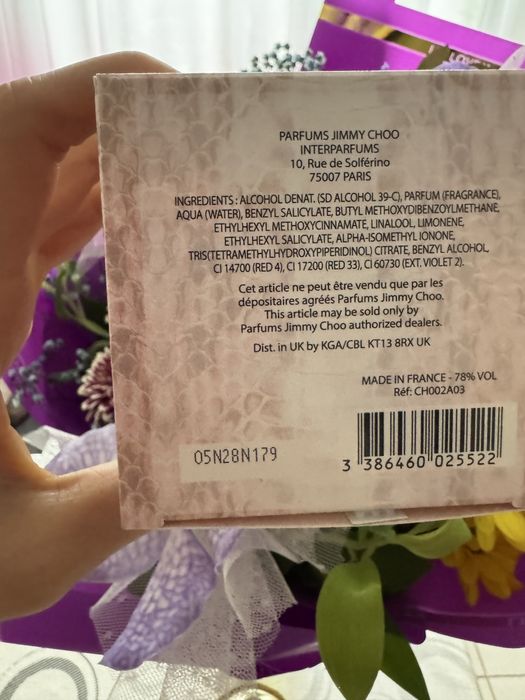 LOVE
PARFUMS JIMMY CHOO
INTERPARFUMS
10, Rue de Solférino
75007 PARIS
INGREDIENTS : ALCOHOL DENAT. (SD ALCOHOL 39-C), PARFUM (FRAGRANCE),
AQUA (WATER), BENZYL SALICYLATE, BUTYL METHOXYDIBENZOYLMETHANE,
ETHYLHEXYL METHOXYCINNAMATE, LINALOOL, LIMONENE,
ETHYLHEXYL SALICYLATE, ALPHA-ISOMETHYL IONONE,
TRIS(TETRAMETHYLHYDROXYPIPERIDINOL) CITRATE, BENZYL ALCOHOL,
CI 14700 (RED 4), CI 17200 (RED 33), CI 60730 (EXT. VIOLET 2).
Cet article ne peut être vendu que par les
dépositaires agréés Parfums Jimmy Choo.
This article may be sold only by
Parfums Jimmy Choo authorized dealers.
Dist. in UK by KGA/CBL KT13 8RX UK
MADE IN FRANCE - 78% VOL
Réf: CH002A03
05N28N179
3 386460 025522